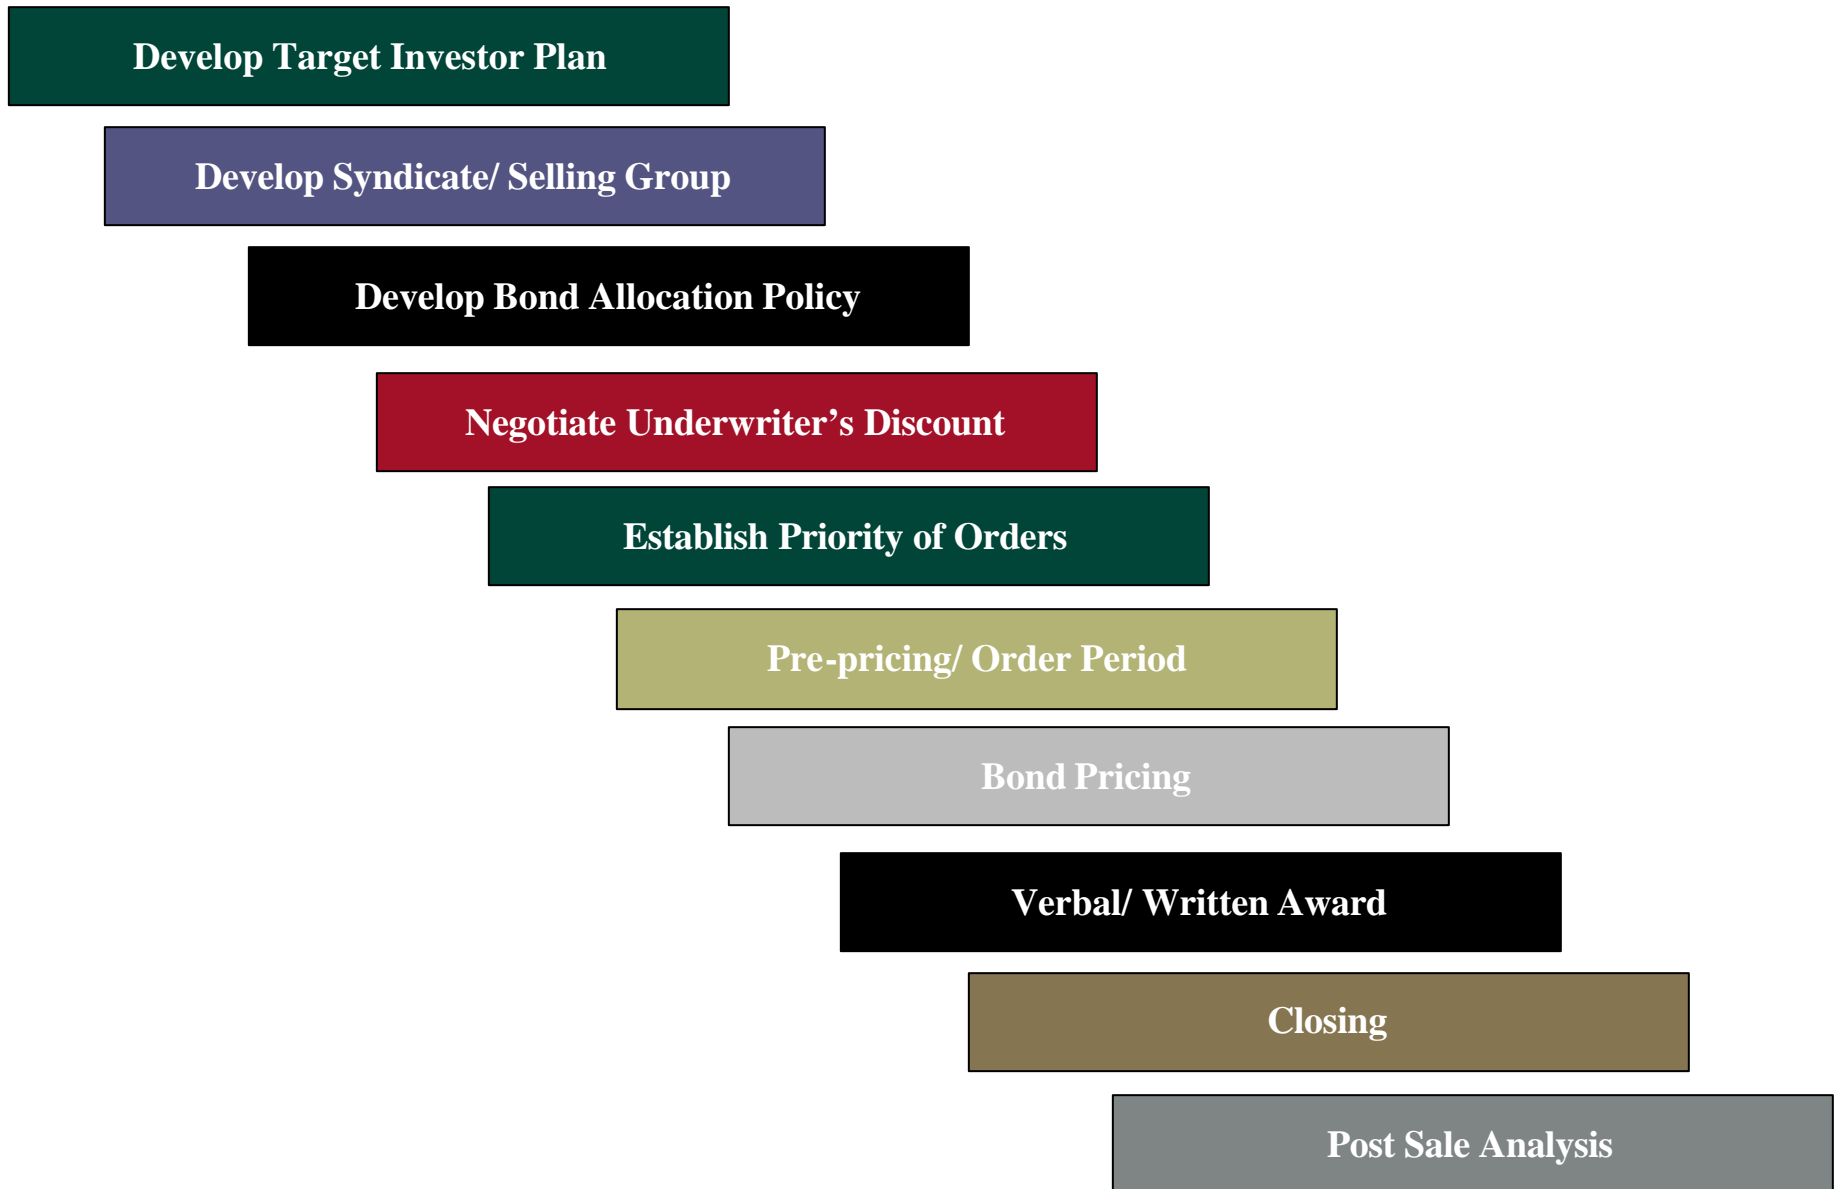 Develop Target Investor Plan
Develop Syndicate/ Selling Group
Develop Bond Allocation Policy
Negotiate Underwriter’s Discount
Establish Priority of Orders
Pre-pricing/ Order Period
Bond Pricing
Verbal/ Written Award
Closing
Post Sale Analysis